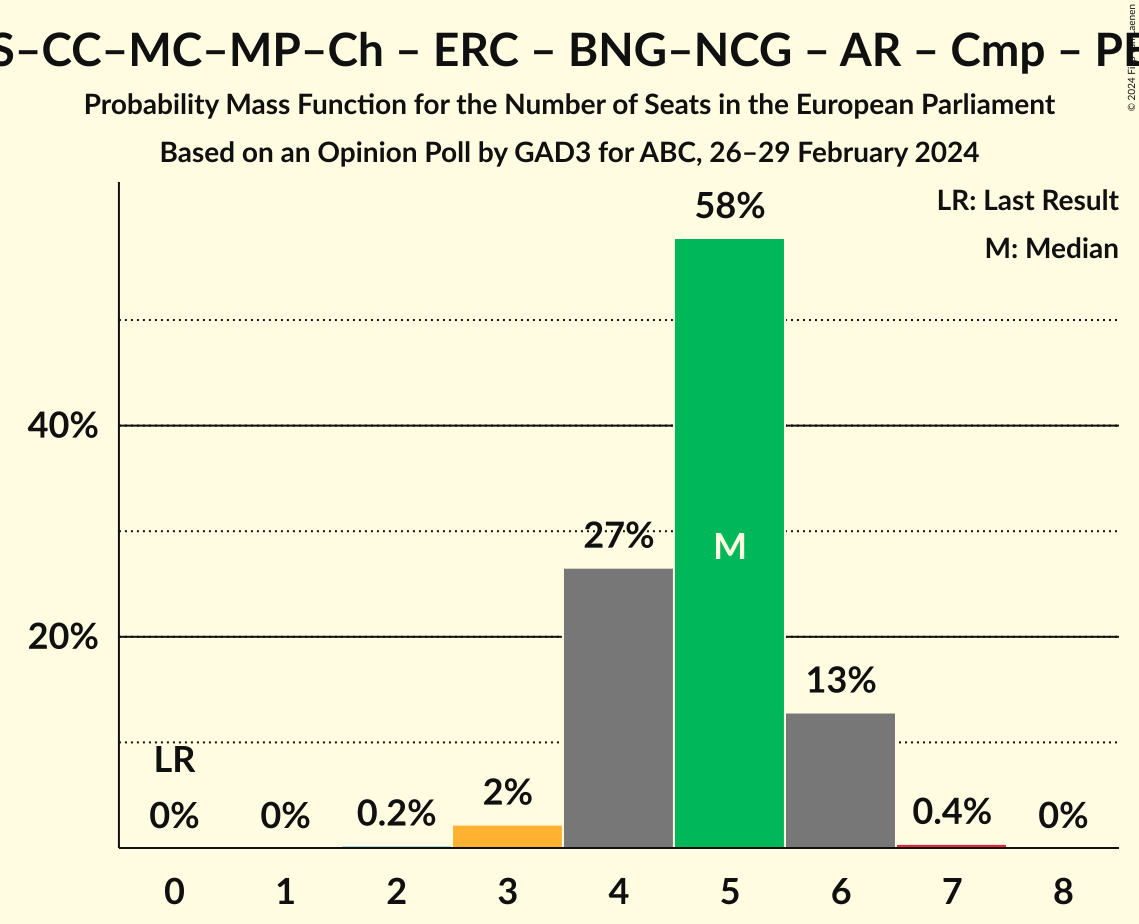 S–CC–MC–MP–Ch – ERC – BNG–NCG – AR – Cmp –
Probability Mass Function for the Number of Seats in the European Parliament
Based on an Opinion Poll by GAD3 for ABC, 26–29 February 2024
LR: Last Result
M: Median
58%
40%
27%
M
20%
13%
LR
0%
0%
0.2%
2%
0.4%
0%
0 1 2 3 4 5 6 7 8
© 2024